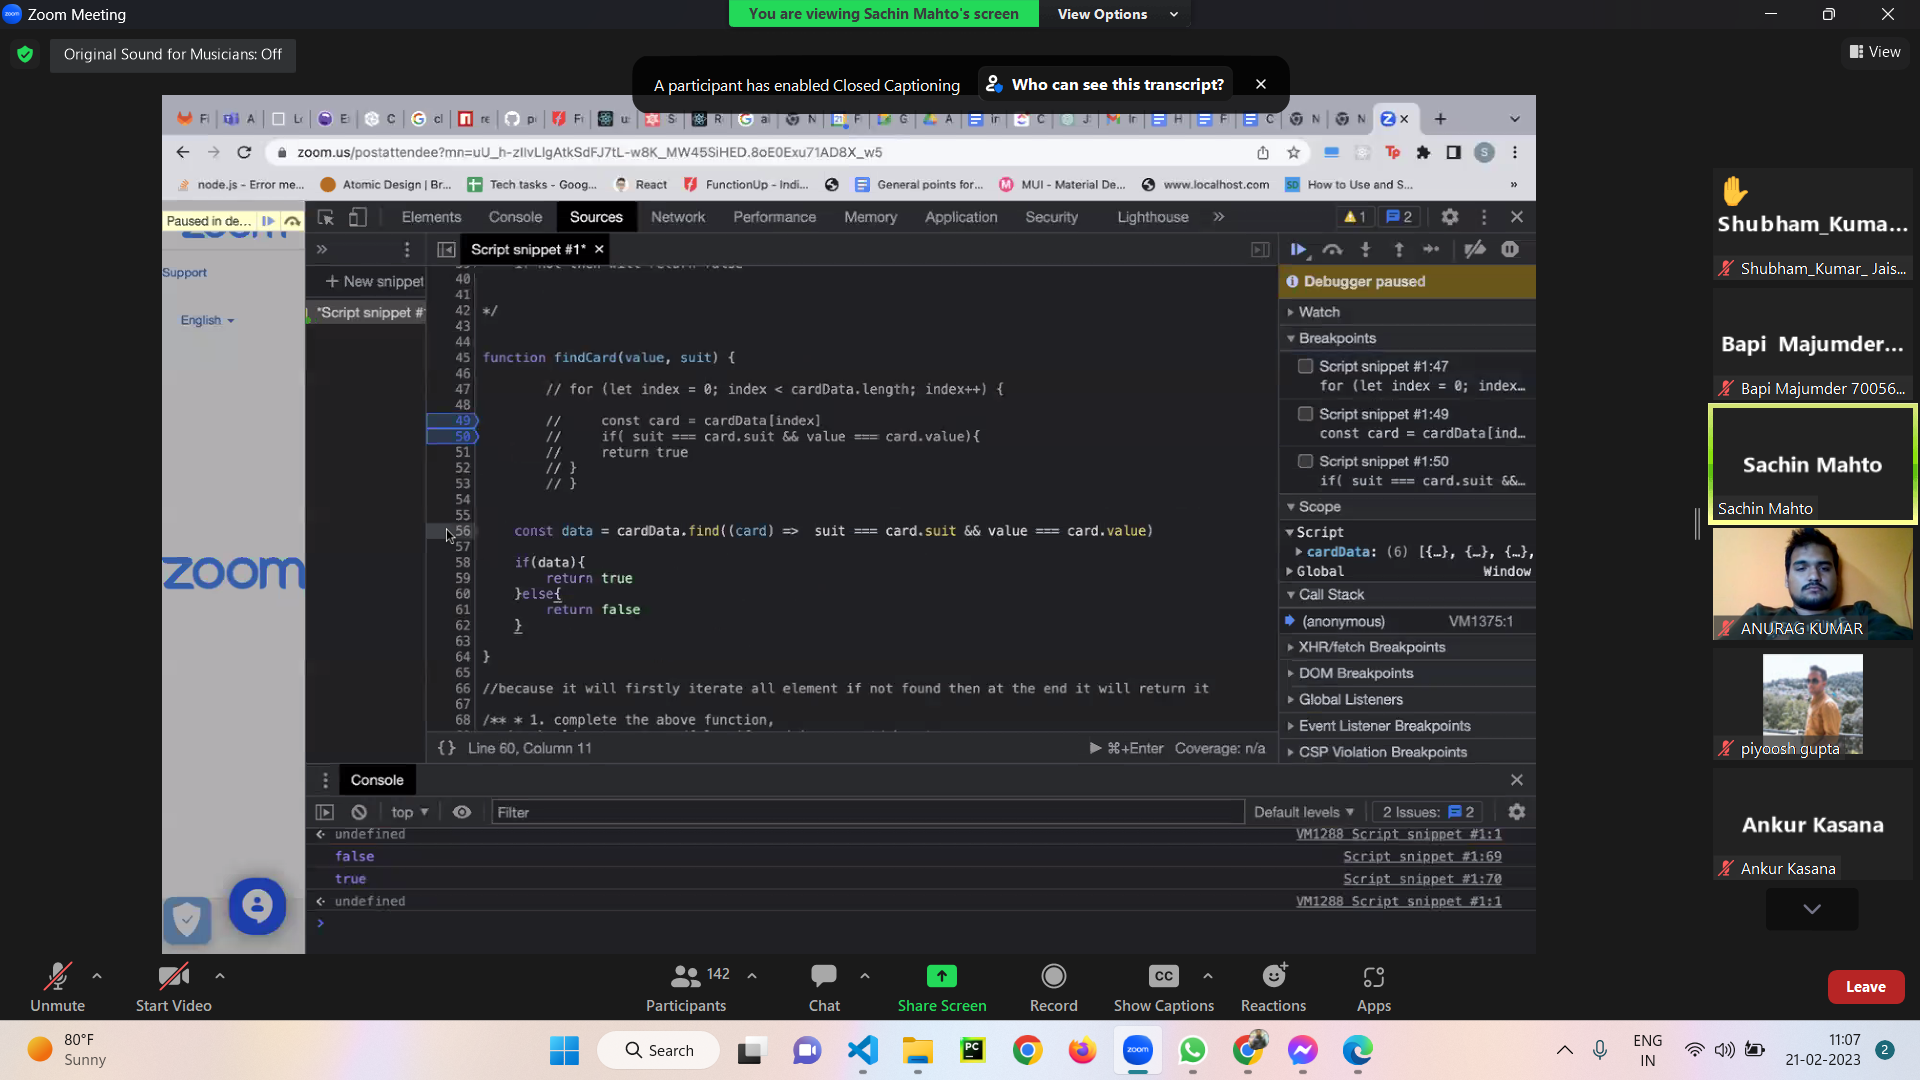 Zoom Meeting
You are viewing Sachin Mahto's screen
View Options
Original Sound for Musicians: Off
View
A participant has enabled Closed Captioning
Who can see this transcript?
zoom.us/postattendee?mn=uU_h-zIlvLlgAtkSdFJ7tL-w8K_MW45SiHED.8oE0Exu71AD8X_w5
node.js - Error me...
Atomic Design | Br...
Tech tasks - Goog...
React
FunctionUp - Indi...
General points for...
MUI - Material De...
www.localhost.com
How to Use and S...
Paused in de...
Elements
Console
Sources
Network
Performance
Memory
Application
Security
Lighthouse
1
2
Support
English
zoom
+ New snippet
*Script snippet #
Script snippet #1*
40
41
42 */
43
44
45 function findCard(value, suit) {
46
47 // for (let index = 0; index < cardData.length; index++) {
48
49 // const card = cardData[index]
50 // if( suit === card.suit && value === card.value){
51 // return true
52 // }
53 // }
54
55
56 const data = cardData.find((card) => suit === card.suit && value === card.value)
57
58 if(data){
59 return true
60 }else{
61 return false
62 }
63
64 }
65
66 //because it will firstly iterate all element if not found then at the end it will return it
67
68 /** * 1. complete the above function,
{} Line 60, Column 11
⌘+Enter
Coverage: n/a
Debugger paused
Watch
Breakpoints
Script snippet #1:47
for (let index = 0; index...
Script snippet #1:49
const card = cardData[ind...
Script snippet #1:50
if( suit === card.suit &&...
Scope
Script
cardData: (6) [{…}, {…}, {…},
Global Window
Call Stack
(anonymous) VM1375:1
XHR/fetch Breakpoints
DOM Breakpoints
Global Listeners
Event Listener Breakpoints
CSP Violation Breakpoints
Console
top
Filter
Default levels
2 Issues: 2
undefined VM1288 Script snippet #1:1
false Script snippet #1:69
true Script snippet #1:70
undefined VM1288 Script snippet #1:1
Shubham_Kuma...
Shubham_Kumar_ Jais...
Bapi Majumder...
Bapi Majumder 70056...
Sachin Mahto
Sachin Mahto
ANURAG KUMAR
piyoosh gupta
Ankur Kasana
Ankur Kasana
Unmute
Start Video
142
Participants
Chat
Share Screen
Record
CC
Show Captions
Reactions
Apps
Leave
80°F
Sunny
Search
PC
zoom
ENG
IN
11:07
21-02-2023
2